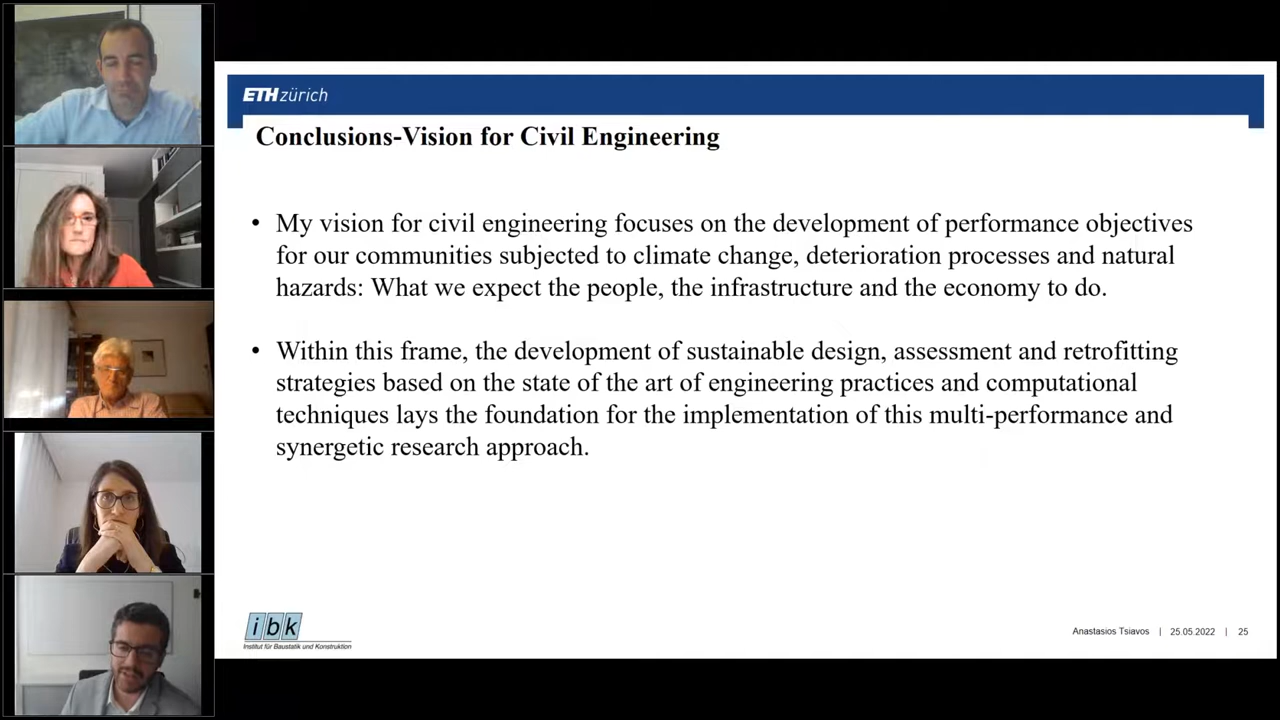 ETH zürich
Conclusions-Vision for Civil Engineering
• My vision for civil engineering focuses on the development of performance objectives
for our communities subjected to climate change, deterioration processes and natural
hazards: What we expect the people, the infrastructure and the economy to do.
• Within this frame, the development of sustainable design, assessment and retrofitting
strategies based on the state of the art of engineering practices and computational
techniques lays the foundation for the implementation of this multi-performance and
synergetic research approach.
ibk
Institut für Baustatik und Konstruktion
Anastasios Tsiavos | 25.05.2022 | 25